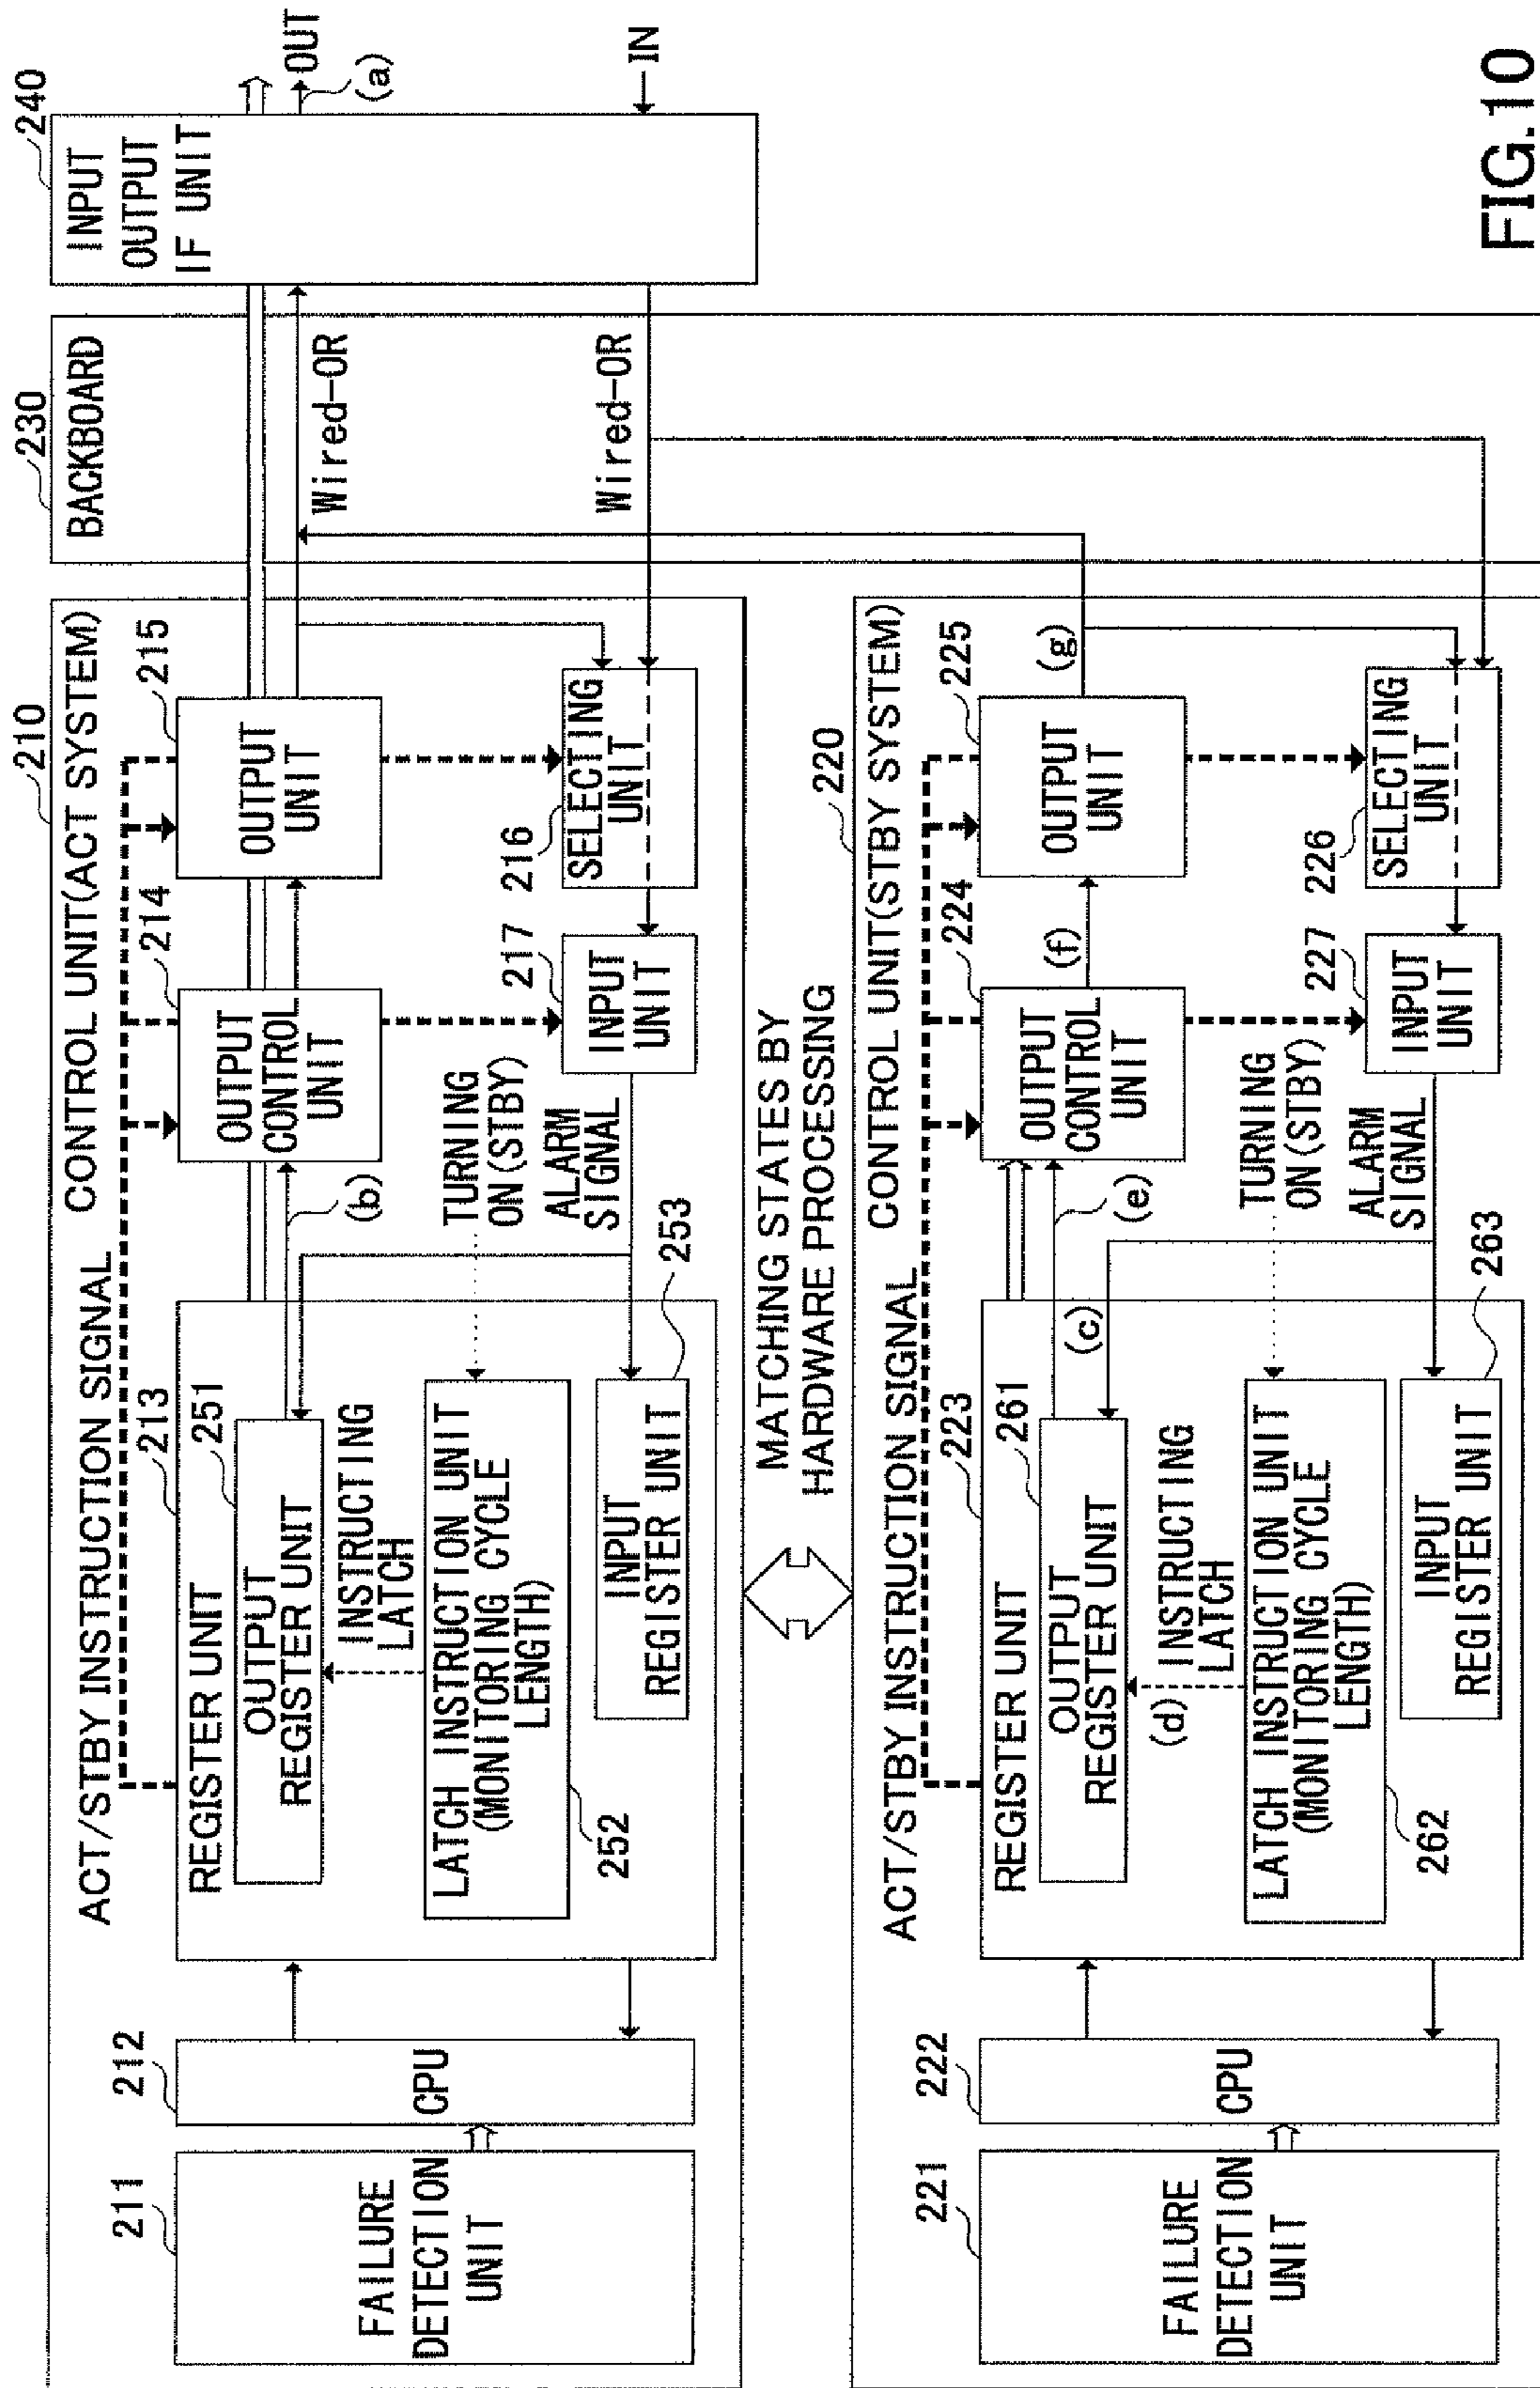 210
CONTROL UNIT(ACT SYSTEM)
ACT/STBY INSTRUCTION SIGNAL
211
FAILURE
DETECTION
UNIT
212
CPU
213
REGISTER UNIT
251
OUTPUT
REGISTER UNIT
INSTRUCTING
LATCH
LATCH INSTRUCTION UNIT
(MONITORING CYCLE
LENGTH)
252
INPUT
REGISTER UNIT
253
(b)
TURNING
ON(STBY)
ALARM
SIGNAL
214
OUTPUT
CONTROL
UNIT
215
OUTPUT
UNIT
216
SELECTING
UNIT
217
INPUT
UNIT
230
BACKBOARD
Wired-OR
Wired-OR
240
INPUT
OUTPUT
IF UNIT
OUT
(a)
IN
MATCHING STATES BY
HARDWARE PROCESSING
220
CONTROL UNIT(STBY SYSTEM)
ACT/STBY INSTRUCTION SIGNAL
221
FAILURE
DETECTION
UNIT
222
CPU
223
REGISTER UNIT
261
OUTPUT
REGISTER UNIT
(d)
INSTRUCTING
LATCH
LATCH INSTRUCTION UNIT
(MONITORING CYCLE
LENGTH)
262
INPUT
REGISTER UNIT
263
(c)
(e)
TURNING
ON(STBY)
ALARM
SIGNAL
224
OUTPUT
CONTROL
UNIT
(f)
225
OUTPUT
UNIT
(g)
226
SELECTING
UNIT
227
INPUT
UNIT
FIG.10